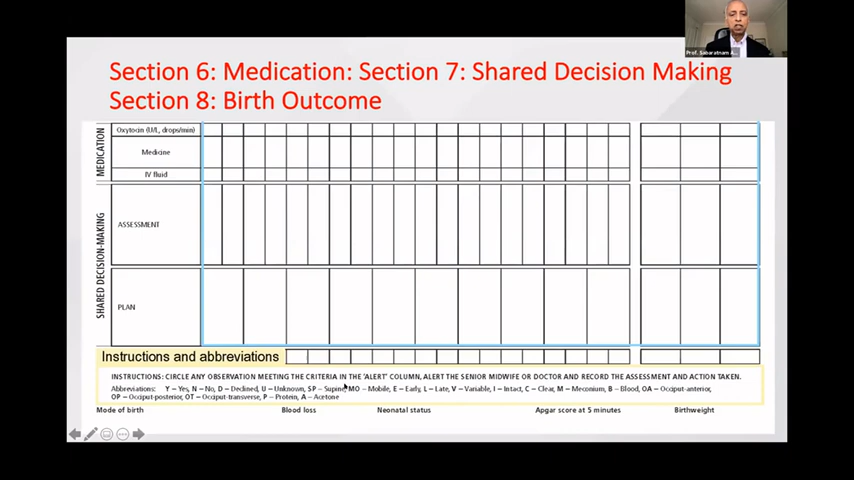 Prof. Sabaratnam A...
Section 6: Medication: Section 7: Shared Decision Making
Section 8: Birth Outcome
MEDICATION
Oxytocin (U/L, drops/min)
Medicine
IV fluid
SHARED DECISION-MAKING
ASSESSMENT
PLAN
Instructions and abbreviations
INSTRUCTIONS: CIRCLE ANY OBSERVATION MEETING THE CRITERIA IN THE 'ALERT' COLUMN, ALERT THE SENIOR MIDWIFE OR DOCTOR AND RECORD THE ASSESSMENT AND ACTION TAKEN.
Abbreviations: Y – Yes, N – No, D – Declined, U – Unknown, SP – Supine, MO – Mobile, E – Early, L – Late, V – Variable, I – Intact, C – Clear, M – Meconium, B – Blood, OA – Occiput-anterior,
OP – Occiput-posterior, OT – Occiput-transverse, P – Protein, A – Acetone
Mode of birth Blood loss Neonatal status Apgar score at 5 minutes Birthweight